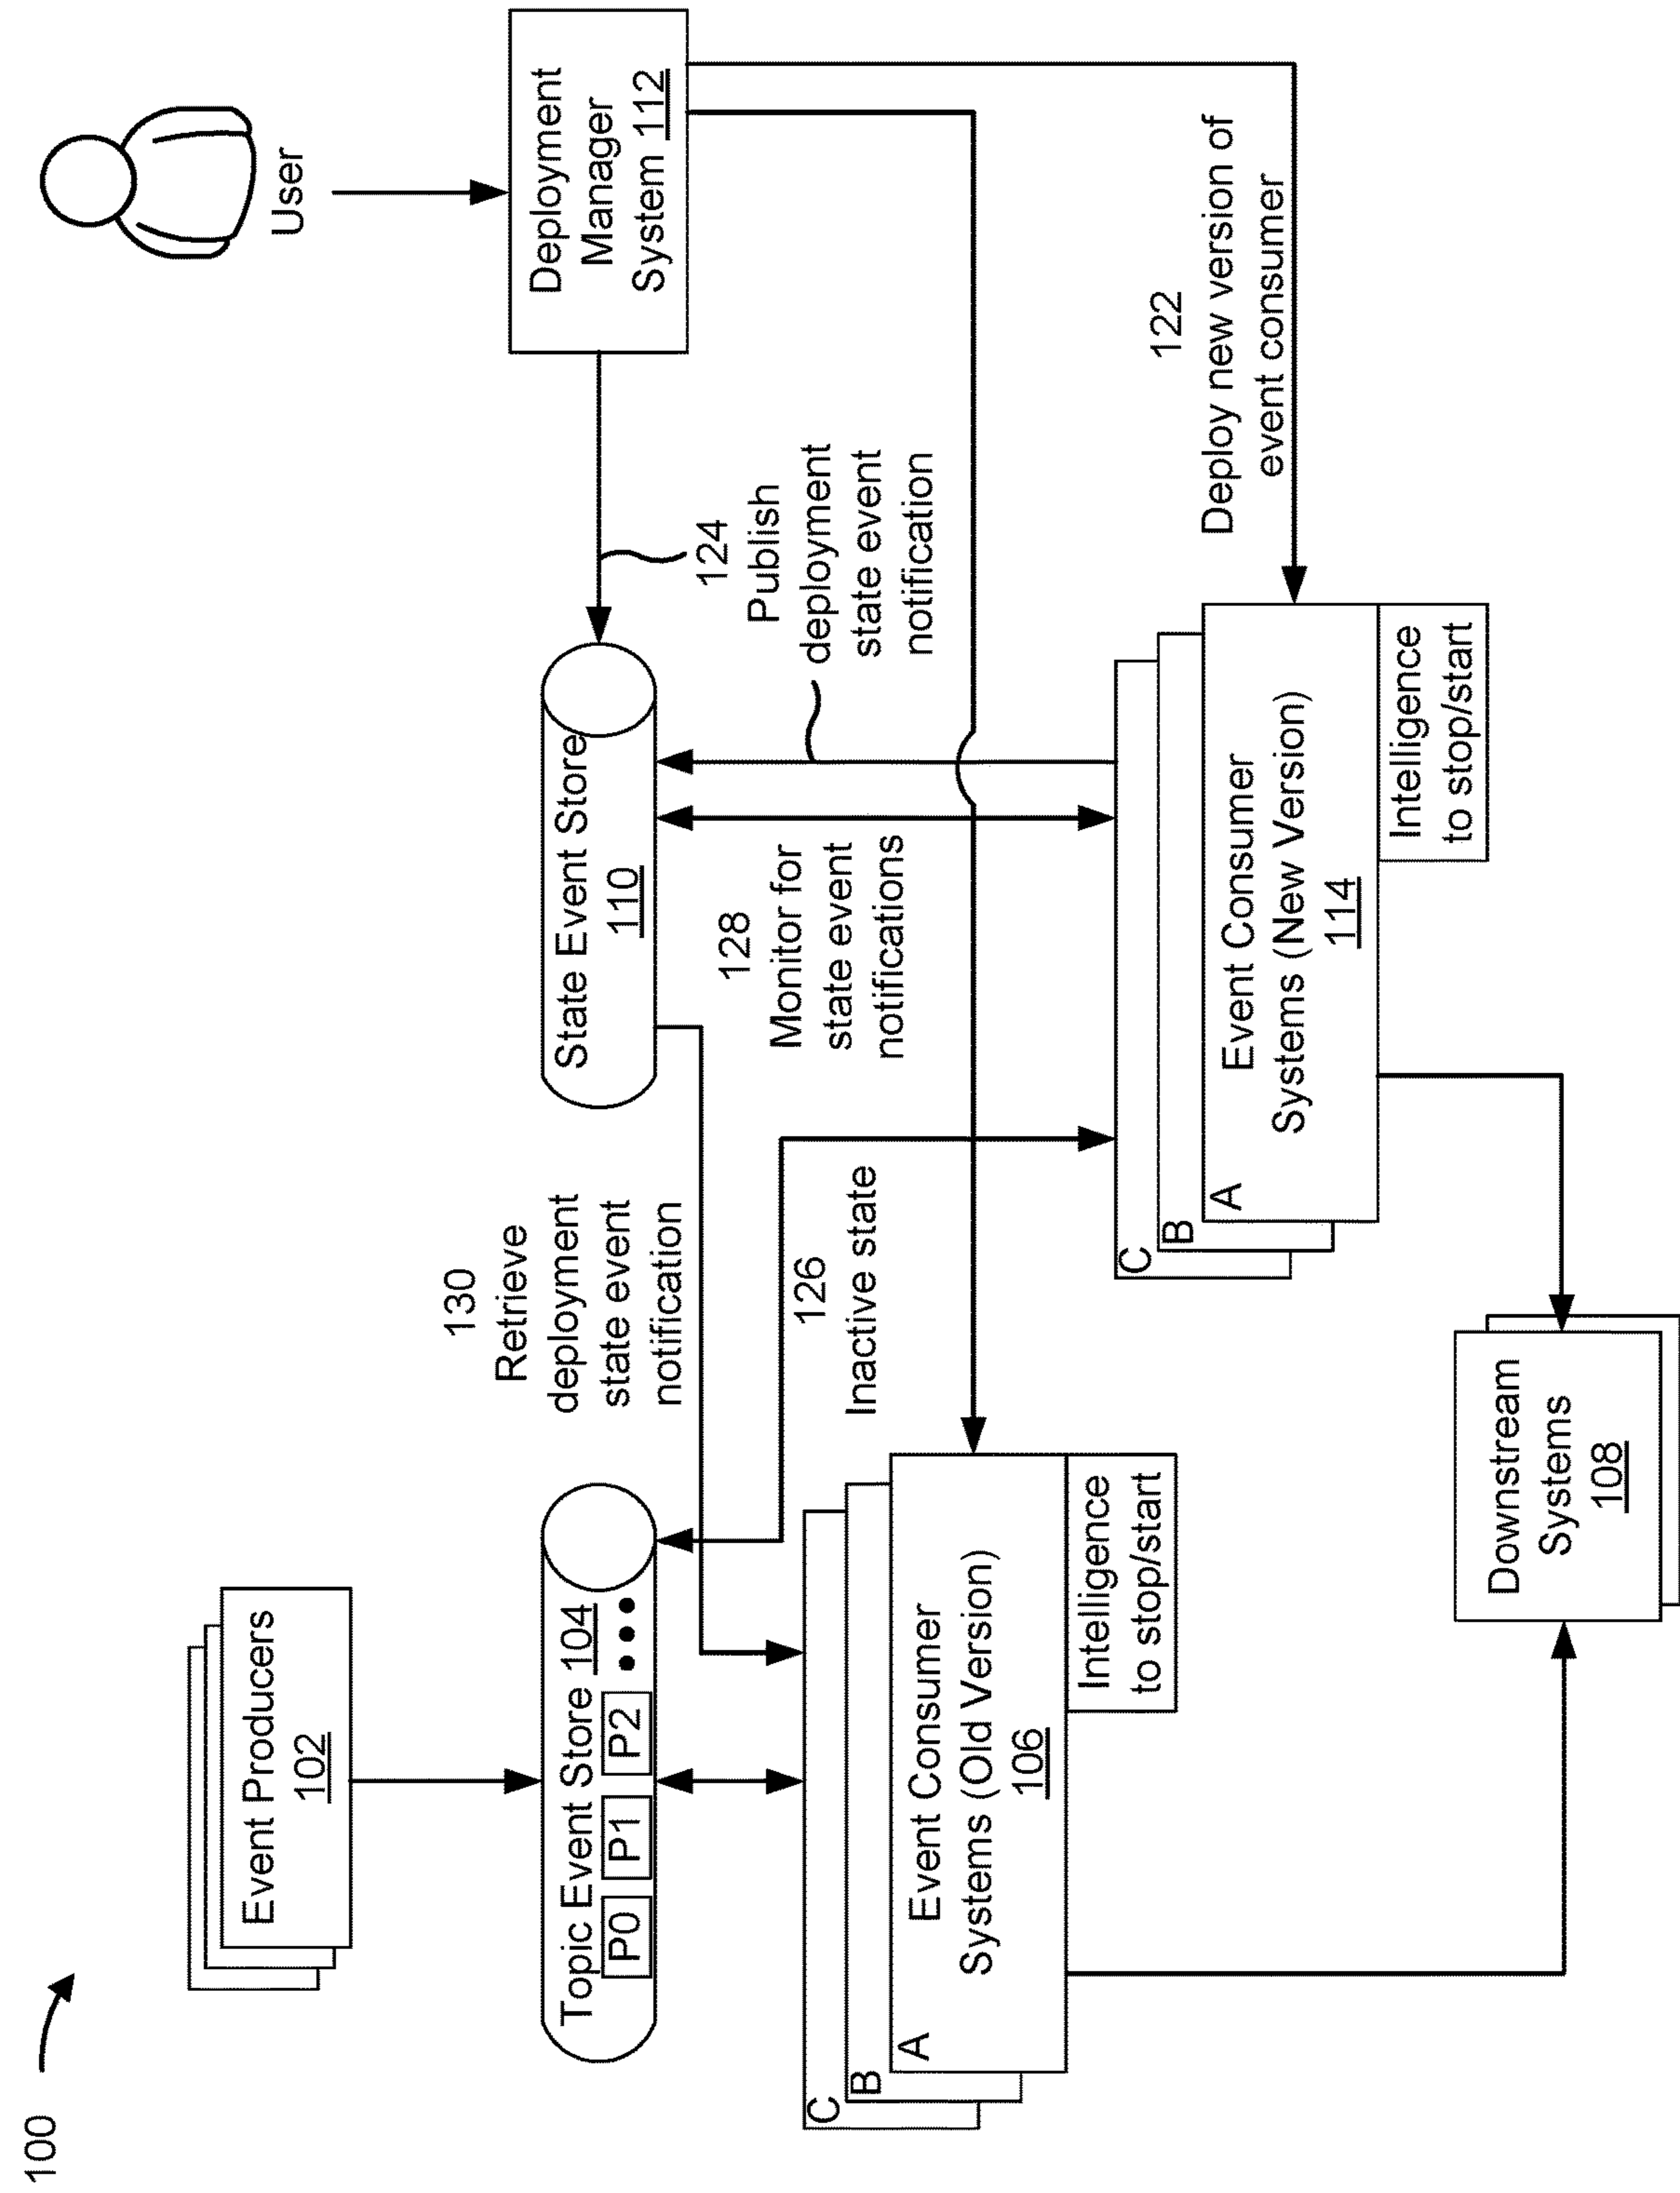 100
Event Producers
102
User
Topic Event Store 104
P0 P1 P2
130
Retrieve
deployment
state event
notification
State Event Store
110
Deployment
Manager
System 112
124
Publish
deployment
state event
notification
128
Monitor for
state event
notifications
126
Inactive state
C
B
A
Event Consumer
Systems (Old Version)
106
Intelligence
to stop/start
122
Deploy new version of
event consumer
C
B
A
Event Consumer
Systems (New Version)
114
Intelligence
to stop/start
Downstream
Systems
108